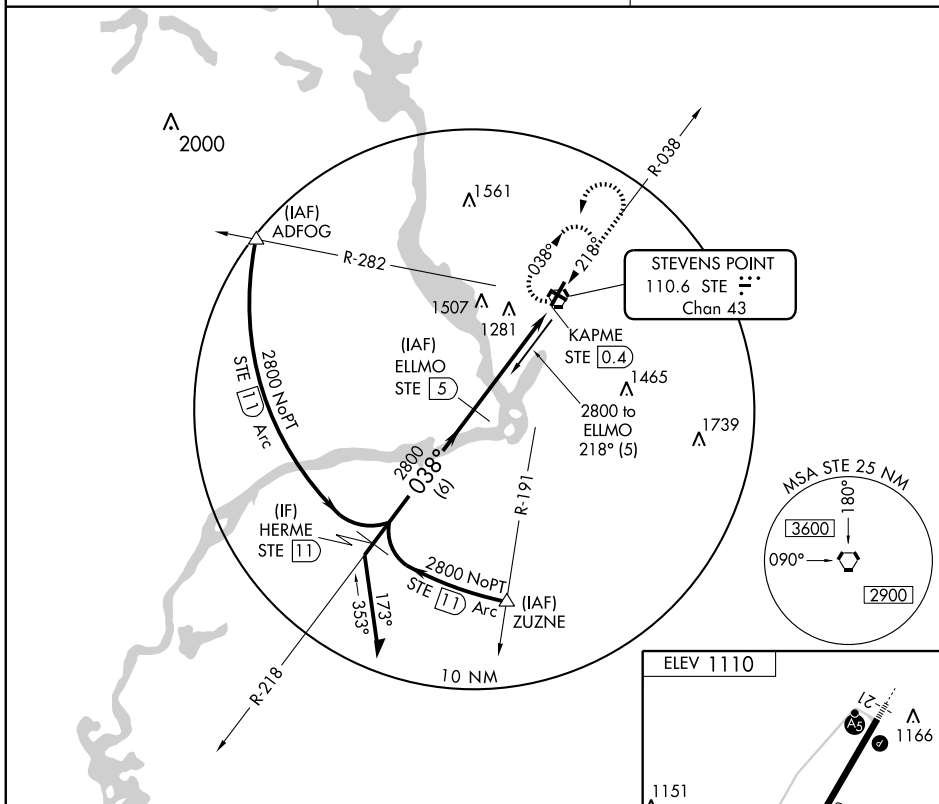 2000
1561
R-038
(IAF)
ADFOG
R-282
038°
218°
STEVENS POINT
110.6 STE
Chan 43
1507
1281
KAPME
STE 0.4
(IAF)
ELLMO
STE 5
1465
2800 to
ELLMO
218° (5)
1739
2800 NoPT
STE 11 Arc
2800
038°
(6)
R-191
MSA STE 25 NM
180°
3600
090°
2900
(IF)
HERME
STE 11
2800 NoPT
STE 11 Arc
(IAF)
ZUZNE
353°
173°
R-218
10 NM
ELEV 1110
21
A5
P
1166
1151